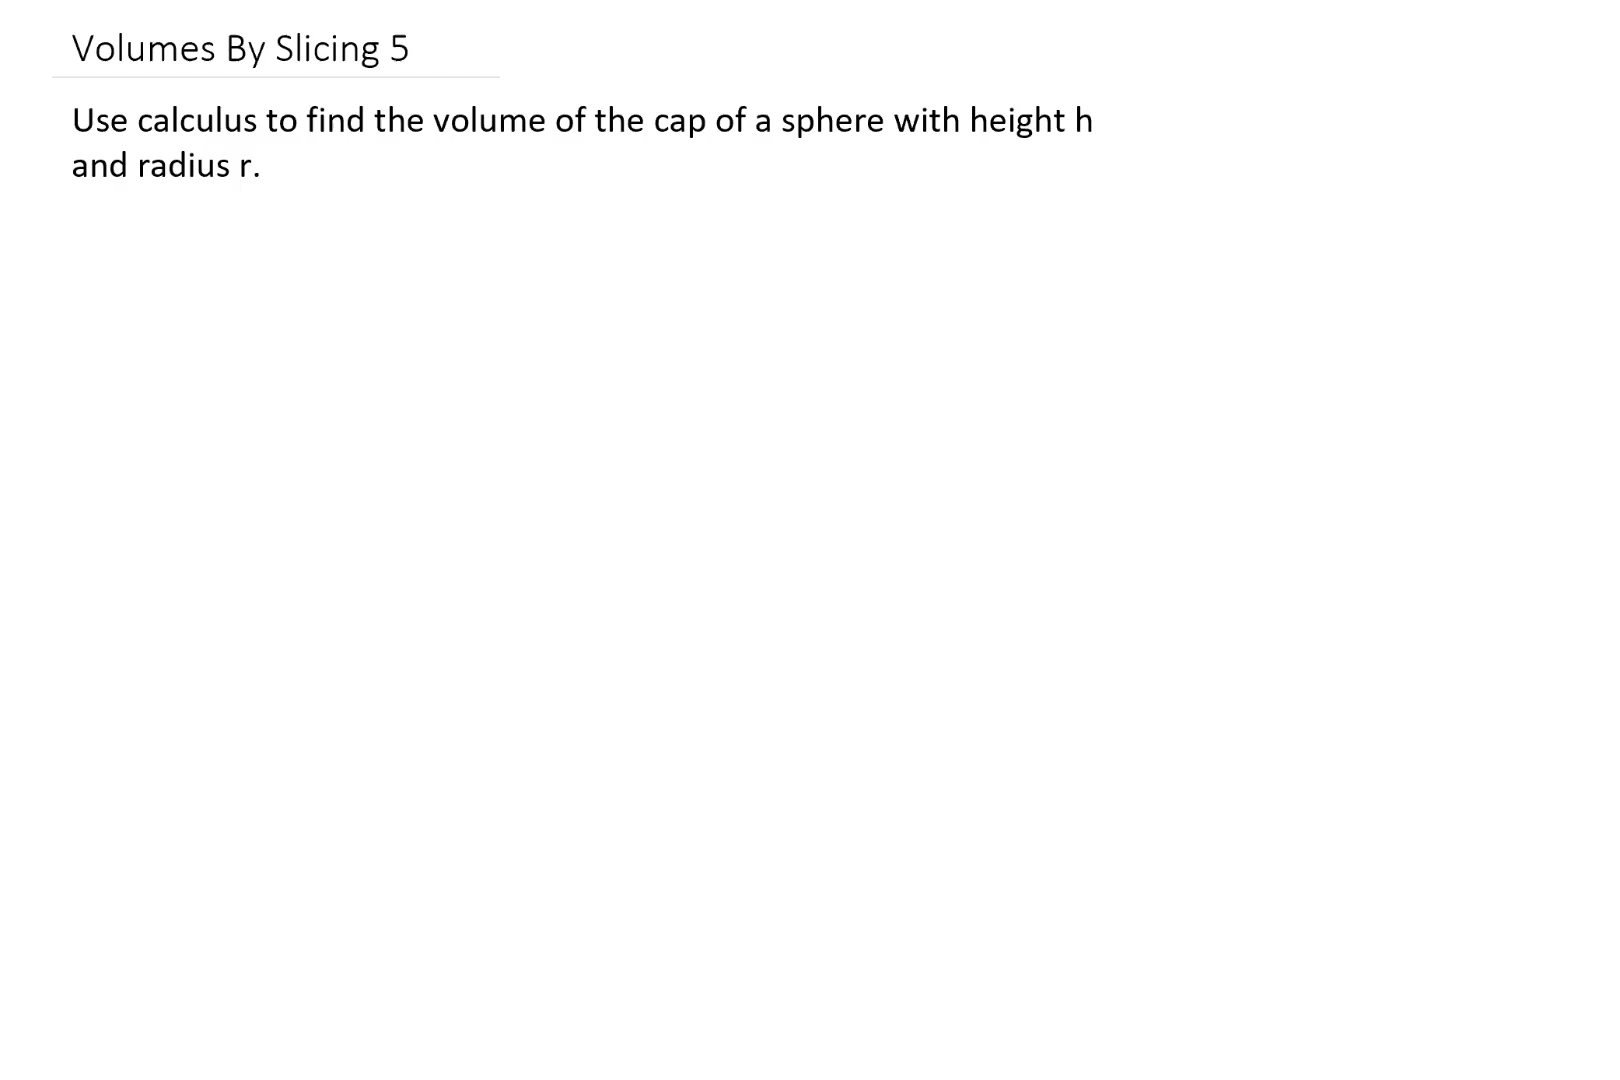 Volumes By Slicing 5
Use calculus to find the volume of the cap of a sphere with height h
and radius r.